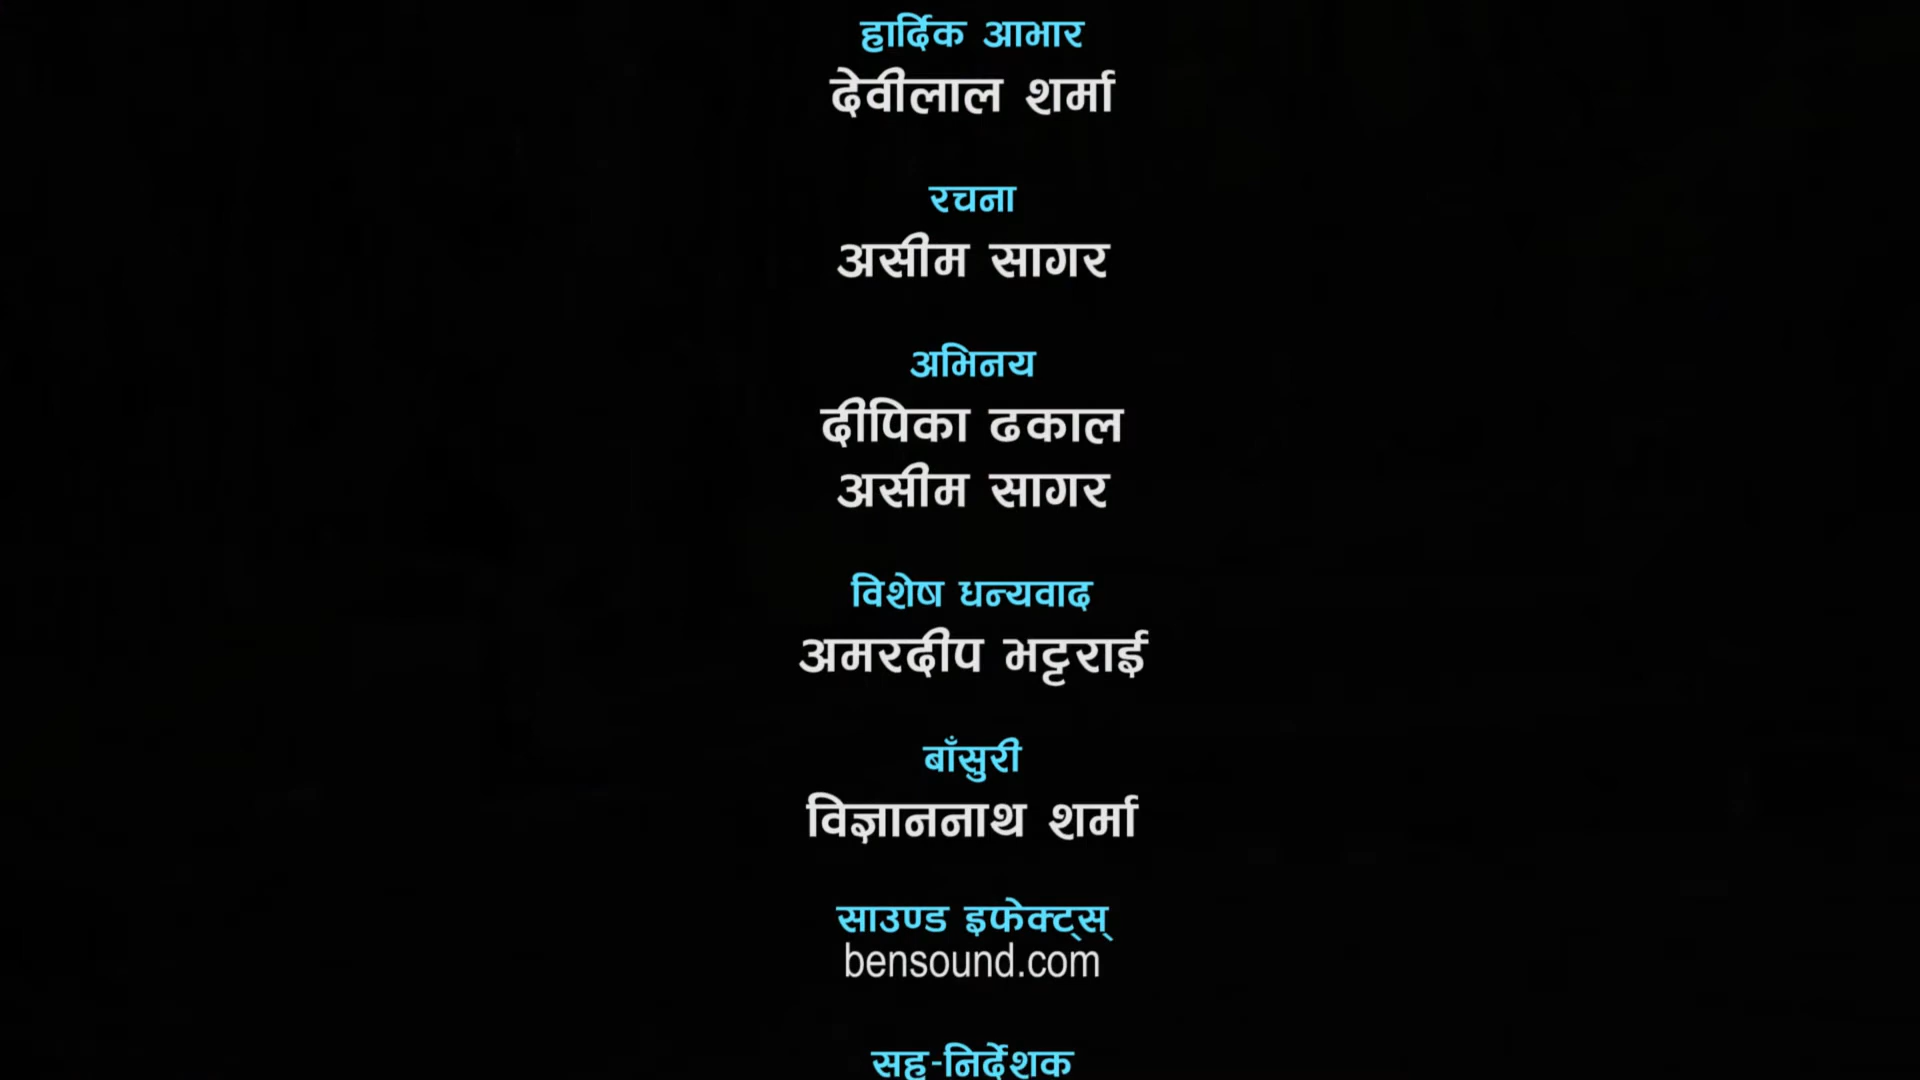 हार्दिक आभार
देवीलाल शर्मा
रचना
असीम सागर
अभिनय
दीपिका ढकाल
असीम सागर
विशेष धन्यवाद
अमरदीप भट्टराई
बाँसुरी
विज्ञाननाथ शर्मा
साउण्ड इफेक्ट्स्
bensound.com
सह-निर्देशक